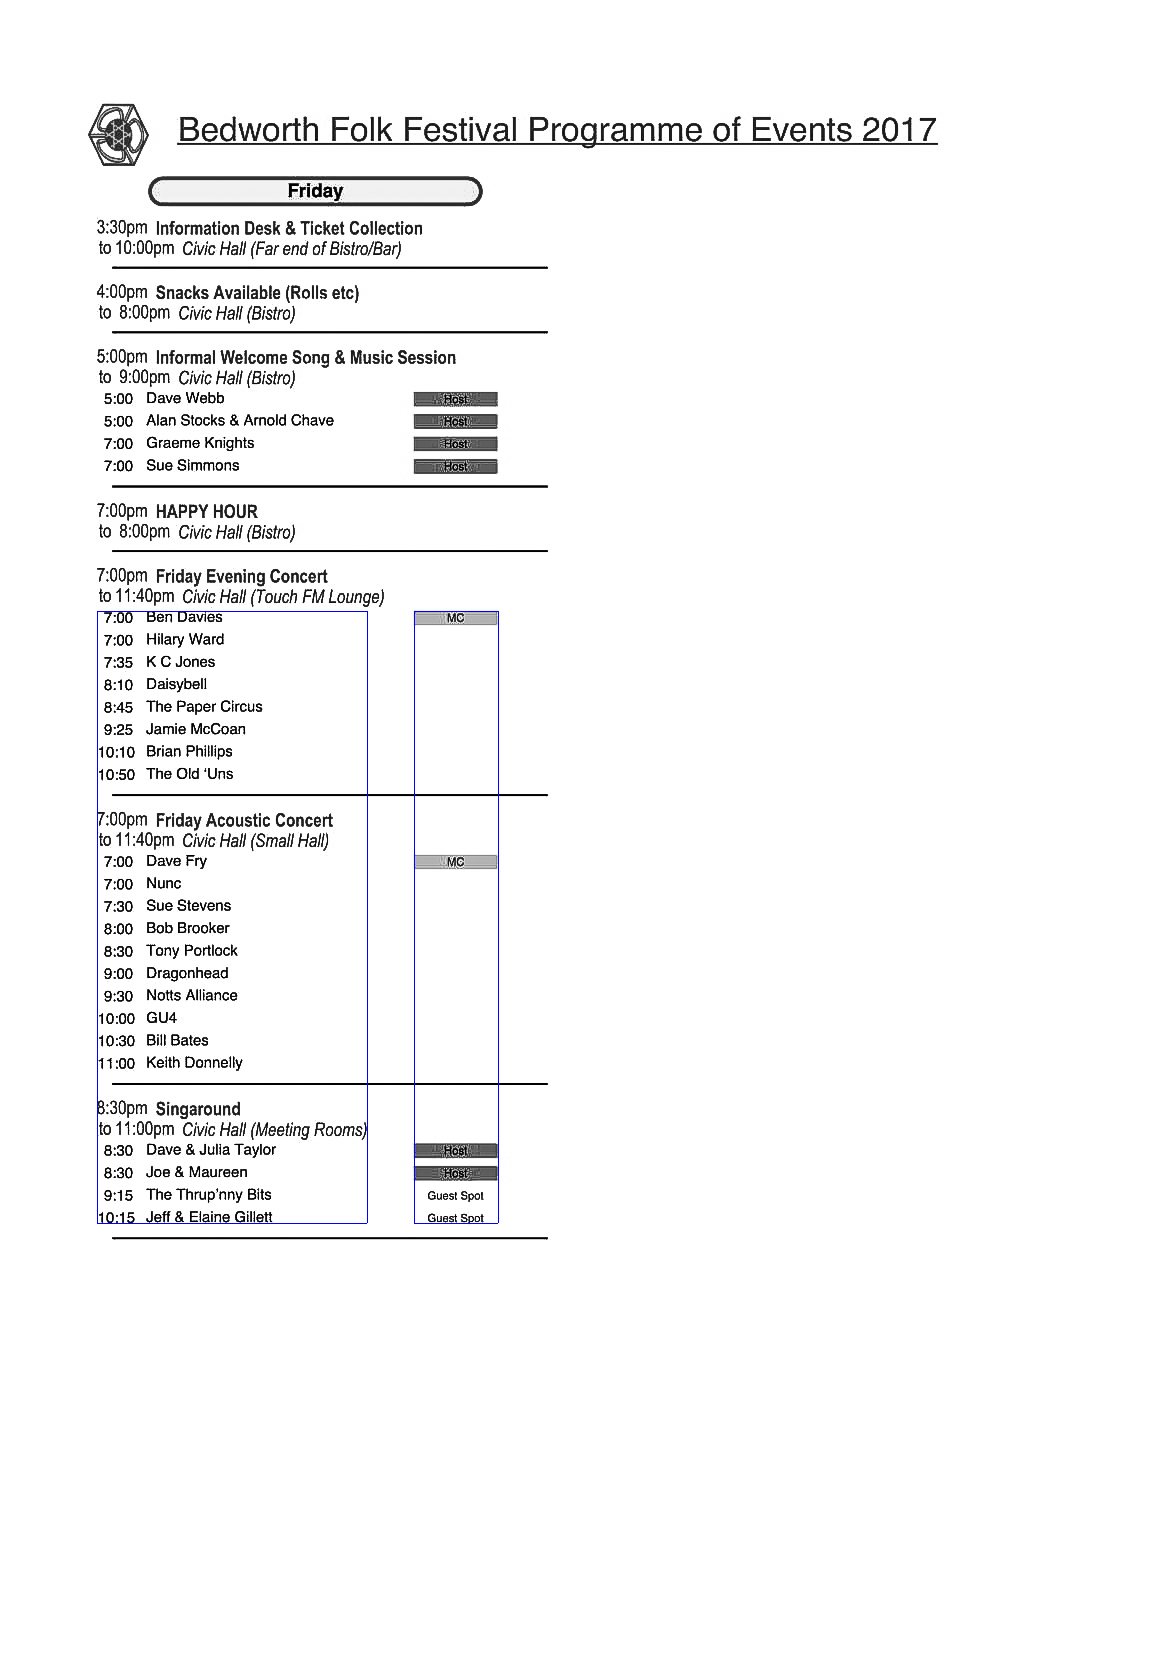 Bedworth Folk Festival Programme of Events 2017
Friday
3:30pm Information Desk & Ticket Collection
to 10:00pm Civic Hall (Far end of Bistro/Bar)
4:00pm Snacks Available (Rolls etc)
to 8:00pm Civic Hall (Bistro)
5:00pm Informal Welcome Song & Music Session
to 9:00pm Civic Hall (Bistro)
5:00 Dave Webb Host
5:00 Alan Stocks & Arnold Chave Host
7:00 Graeme Knights Host
7:00 Sue Simmons Host
7:00pm HAPPY HOUR
to 8:00pm Civic Hall (Bistro)
7:00pm Friday Evening Concert
to 11:40pm Civic Hall (Touch FM Lounge)
7:00 Ben Davies MC
7:00 Hilary Ward
7:35 K C Jones
8:10 Daisybell
8:45 The Paper Circus
9:25 Jamie McCoan
10:10 Brian Phillips
10:50 The Old ‘Uns
7:00pm Friday Acoustic Concert
to 11:40pm Civic Hall (Small Hall)
7:00 Dave Fry MC
7:00 Nunc
7:30 Sue Stevens
8:00 Bob Brooker
8:30 Tony Portlock
9:00 Dragonhead
9:30 Notts Alliance
10:00 GU4
10:30 Bill Bates
11:00 Keith Donnelly
8:30pm Singaround
to 11:00pm Civic Hall (Meeting Rooms)
8:30 Dave & Julia Taylor Host
8:30 Joe & Maureen Host
9:15 The Thrup’nny Bits Guest Spot
10:15 Jeff & Elaine Gillett Guest Spot